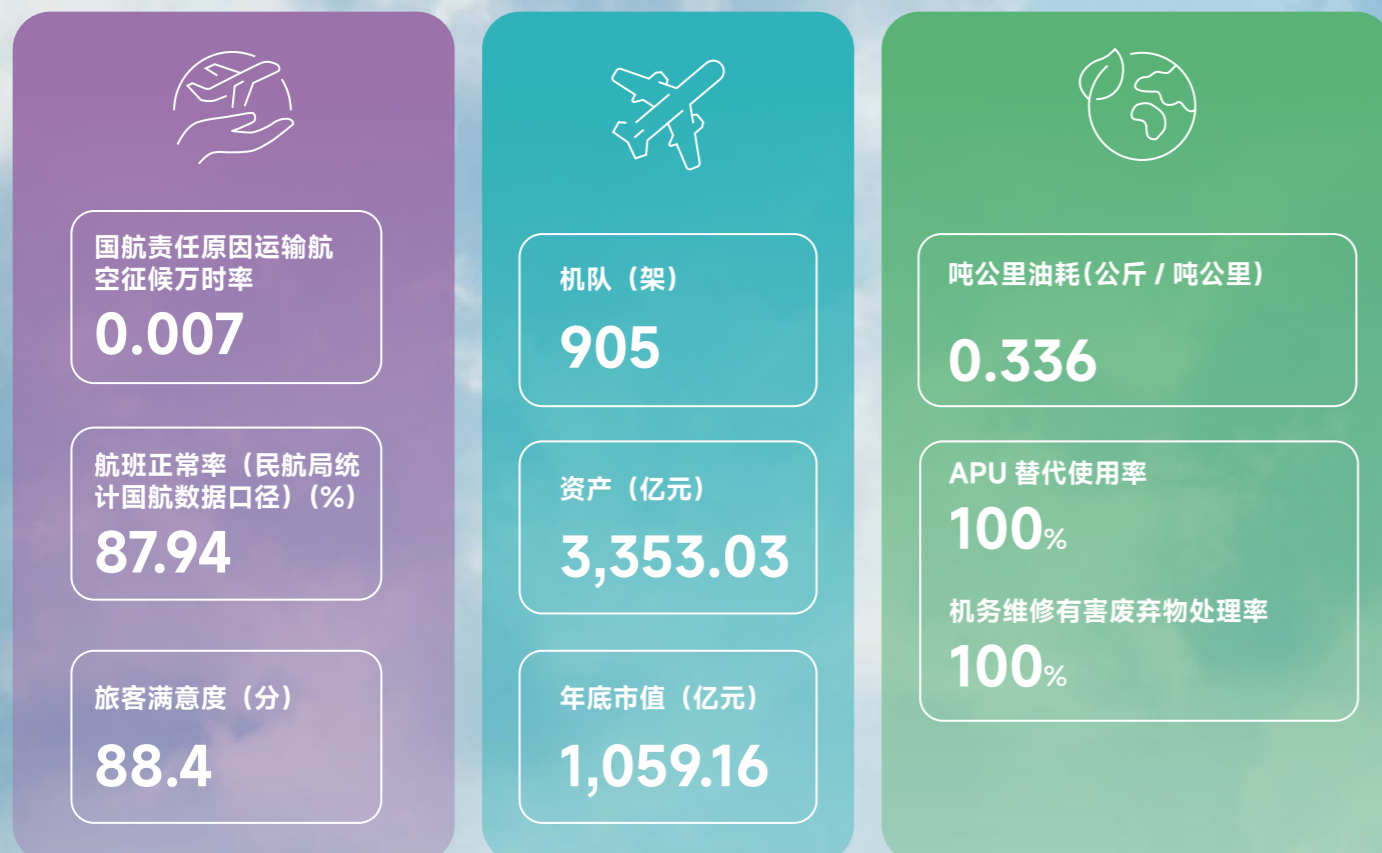 国航责任原因运输航
空征候万时率
0.007
航班正常率（民航局统
计国航数据口径）(%)
87.94
旅客满意度（分）
88.4
机队（架）
905
资产（亿元）
3,353.03
年底市值（亿元）
1,059.16
吨公里油耗(公斤 / 吨公里)
0.336
APU 替代使用率
100%
机务维修有害废弃物处理率
100%